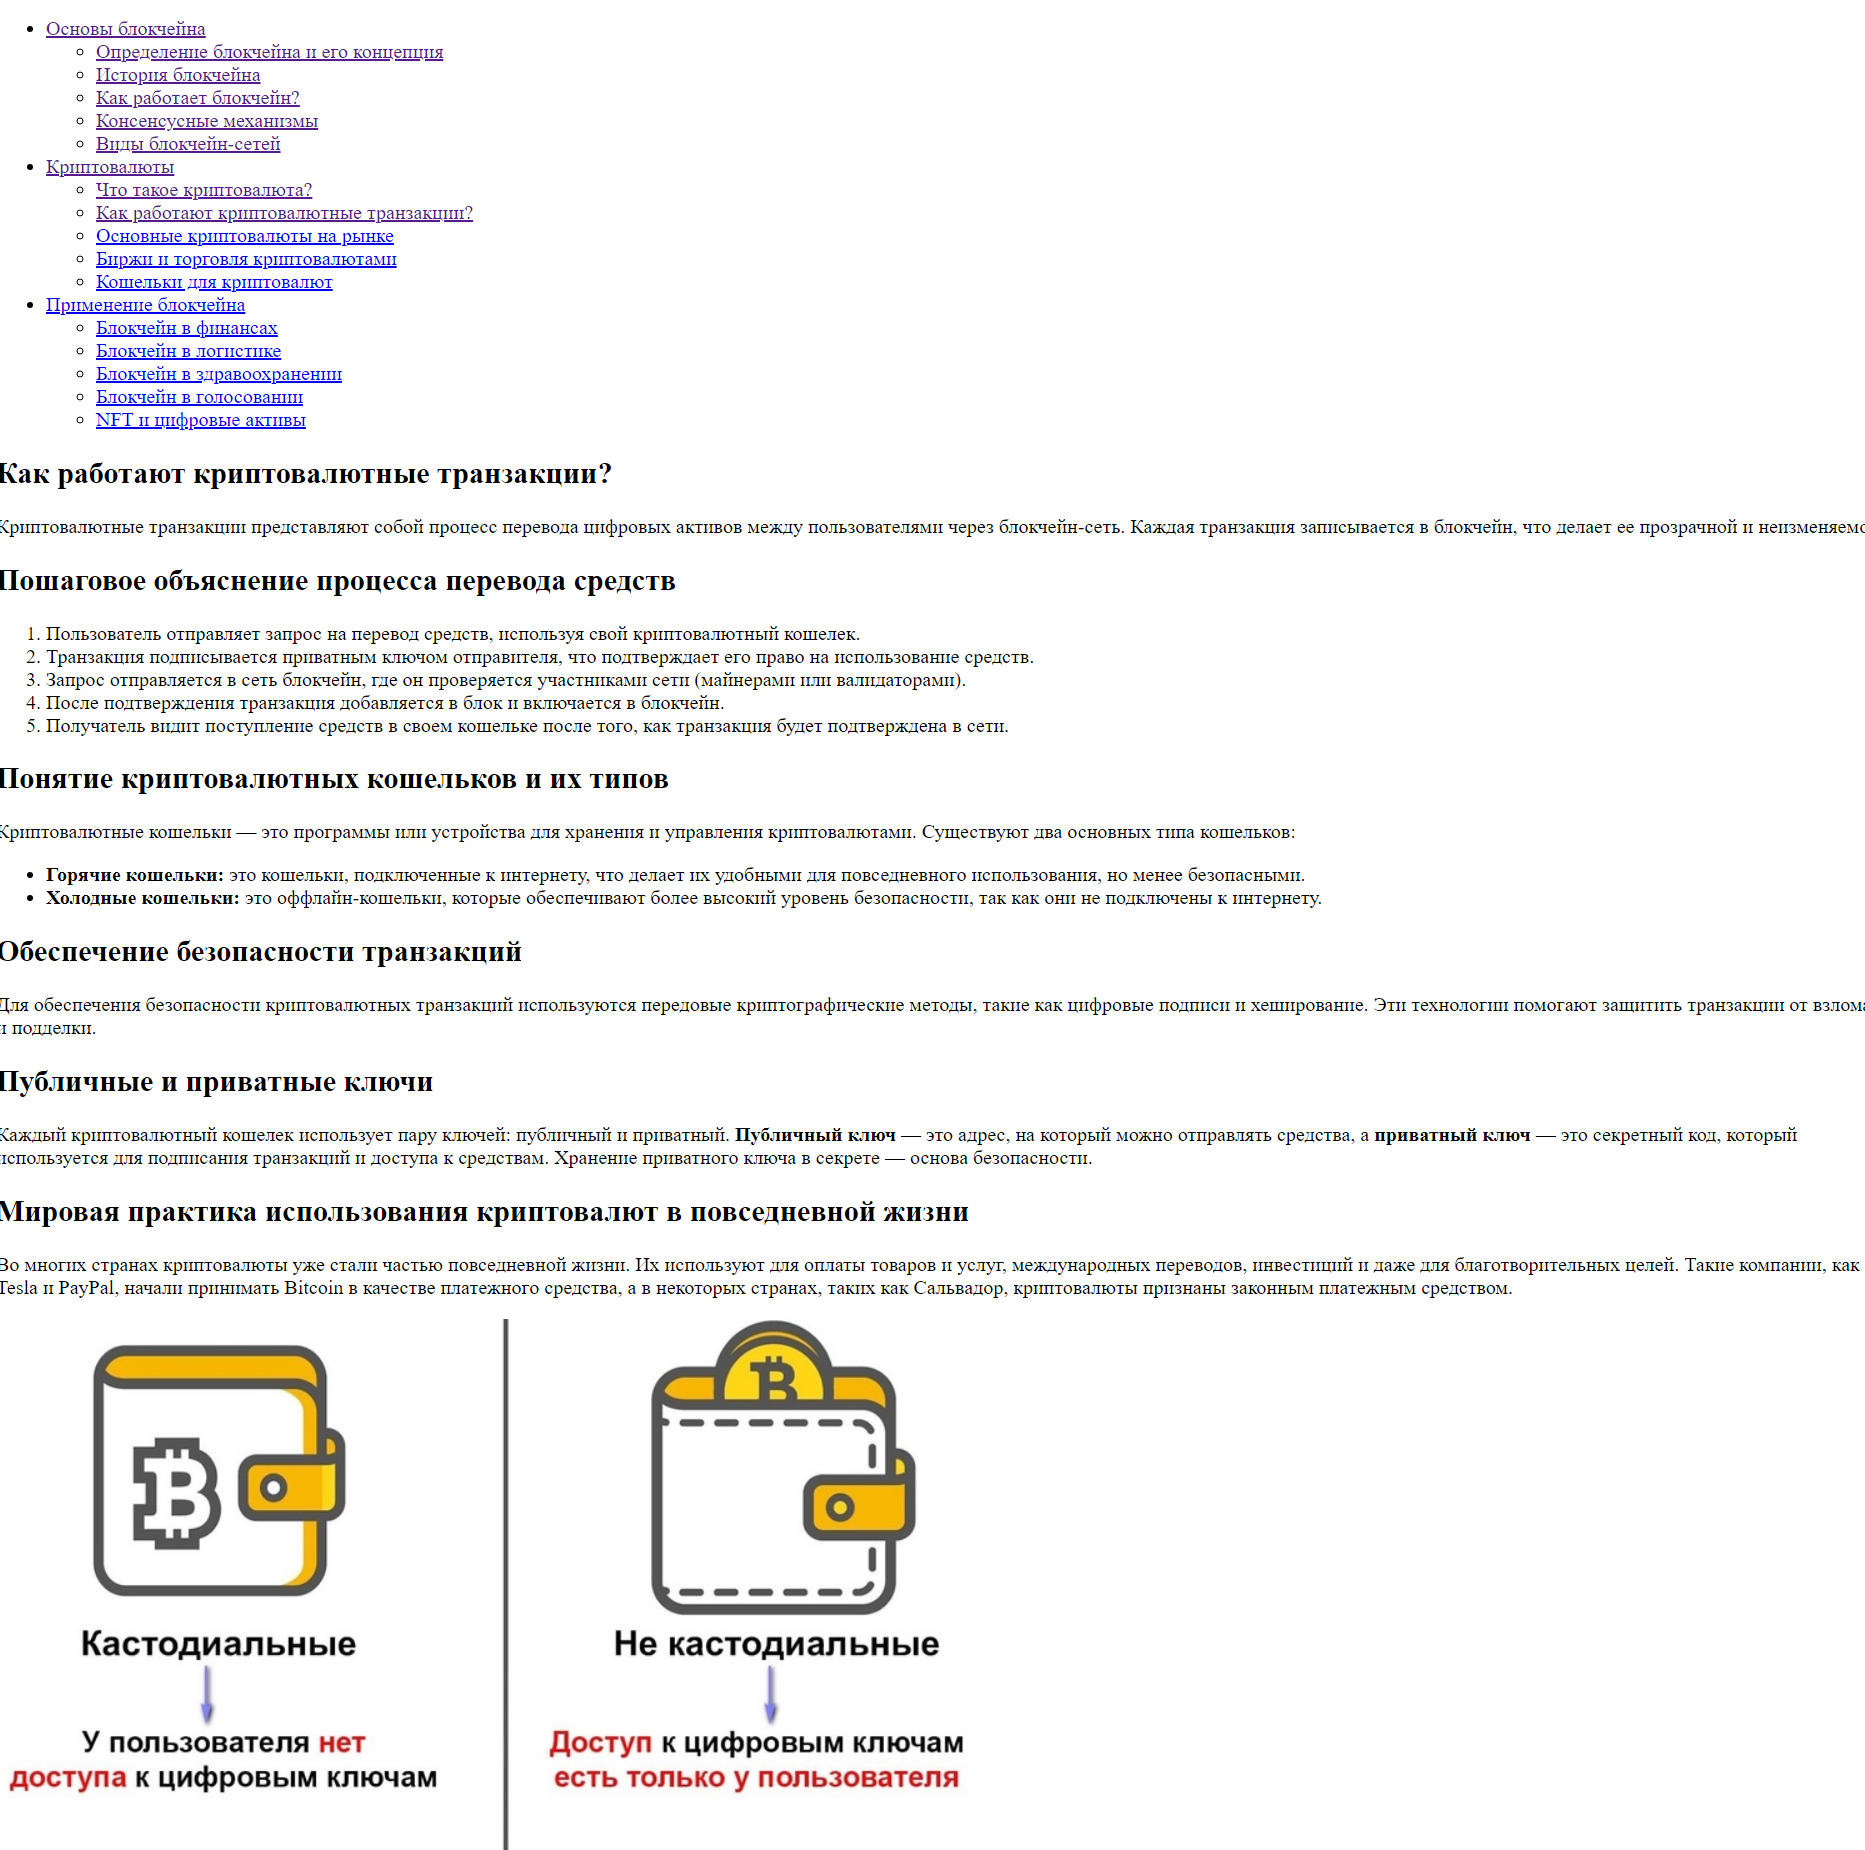 Основы блокчейна
Определение блокчейна и его концепция
История блокчейна
Как работает блокчейн?
Консенсусные механизмы
Виды блокчейн-сетей
Криптовалюты
Что такое криптовалюта?
Как работают криптовалютные транзакции?
Основные криптовалюты на рынке
Биржи и торговля криптовалютами
Кошельки для криптовалют
Применение блокчейна
Блокчейн в финансах
Блокчейн в логистике
Блокчейн в здравоохранении
Блокчейн в голосовании
NFT и цифровые активы
Как работают криптовалютные транзакции?
Криптовалютные транзакции представляют собой процесс перевода цифровых активов между пользователями через блокчейн-сеть. Каждая транзакция записывается в блокчейн, что делает ее прозрачной и неизменяемо
Пошаговое объяснение процесса перевода средств
1. Пользователь отправляет запрос на перевод средств, используя свой криптовалютный кошелек.
2. Транзакция подписывается приватным ключом отправителя, что подтверждает его право на использование средств.
3. Запрос отправляется в сеть блокчейн, где он проверяется участниками сети (майнерами или валидаторами).
4. После подтверждения транзакция добавляется в блок и включается в блокчейн.
5. Получатель видит поступление средств в своем кошельке после того, как транзакция будет подтверждена в сети.
Понятие криптовалютных кошельков и их типов
Криптовалютные кошельки — это программы или устройства для хранения и управления криптовалютами. Существуют два основных типа кошельков:
Горячие кошельки: это кошельки, подключенные к интернету, что делает их удобными для повседневного использования, но менее безопасными.
Холодные кошельки: это оффлайн-кошельки, которые обеспечивают более высокий уровень безопасности, так как они не подключены к интернету.
Обеспечение безопасности транзакций
Для обеспечения безопасности криптовалютных транзакций используются передовые криптографические методы, такие как цифровые подписи и хеширование. Эти технологии помогают защитить транзакции от взлома
и подделки.
Публичные и приватные ключи
Каждый криптовалютный кошелек использует пару ключей: публичный и приватный. Публичный ключ — это адрес, на который можно отправлять средства, а приватный ключ — это секретный код, который
используется для подписания транзакций и доступа к средствам. Хранение приватного ключа в секрете — основа безопасности.
Мировая практика использования криптовалют в повседневной жизни
Во многих странах криптовалюты уже стали частью повседневной жизни. Их используют для оплаты товаров и услуг, международных переводов, инвестиций и даже для благотворительных целей. Такие компании, как
Tesla и PayPal, начали принимать Bitcoin в качестве платежного средства, а в некоторых странах, таких как Сальвадор, криптовалюты признаны законным платежным средством.
Кастодиальные
У пользователя нет
доступа к цифровым ключам
Не кастодиальные
Доступ к цифровым ключам
есть только у пользователя